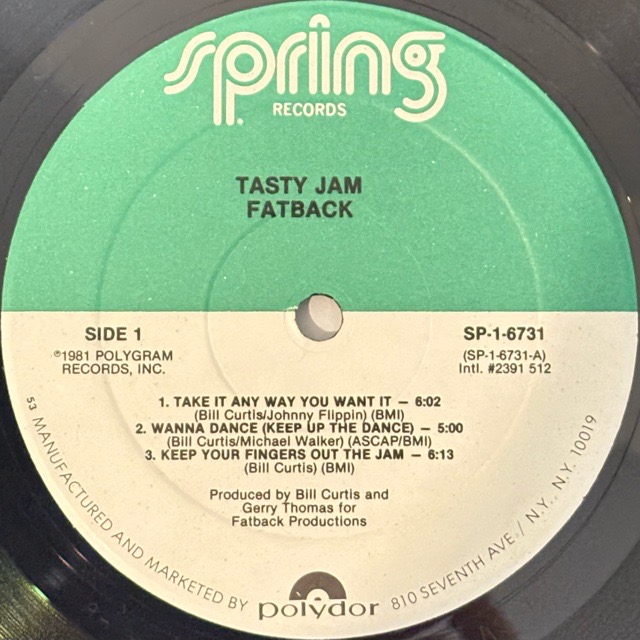 spring
RECORDS
TASTY JAM
FATBACK
SIDE 1
℗1981 POLYGRAM
RECORDS, INC.
SP-1-6731
(SP-1-6731-A)
Intl. #2391 512
1. TAKE IT ANY WAY YOU WANT IT — 6:02
(Bill Curtis/Johnny Flippin) (BMI)
2. WANNA DANCE (KEEP UP THE DANCE) — 5:00
(Bill Curtis/Michael Walker) (ASCAP/BMI)
3. KEEP YOUR FINGERS OUT THE JAM — 6:13
(Bill Curtis) (BMI)
Produced by Bill Curtis and
Gerry Thomas for
Fatback Productions
53 MANUFACTURED AND MARKETED BY polydor 810 SEVENTH AVE./ N.Y., N.Y. 10019